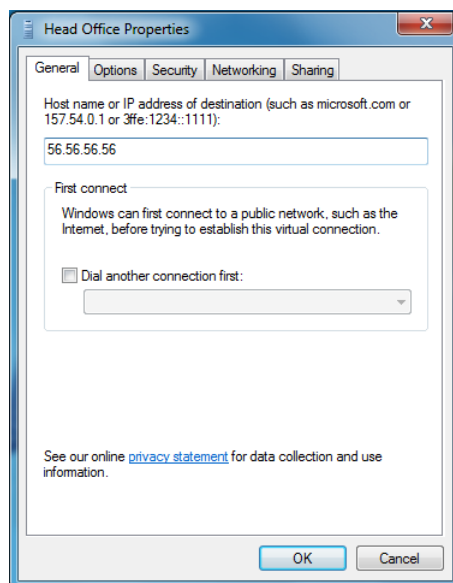 Head Office Properties
General Options Security Networking Sharing
Host name or IP address of destination (such as microsoft.com or
157.54.0.1 or 3ffe:1234::1111):
56.56.56.56
First connect
Windows can first connect to a public network, such as the
Internet, before trying to establish this virtual connection.
Dial another connection first:
See our online privacy statement for data collection and use
information.
OK Cancel